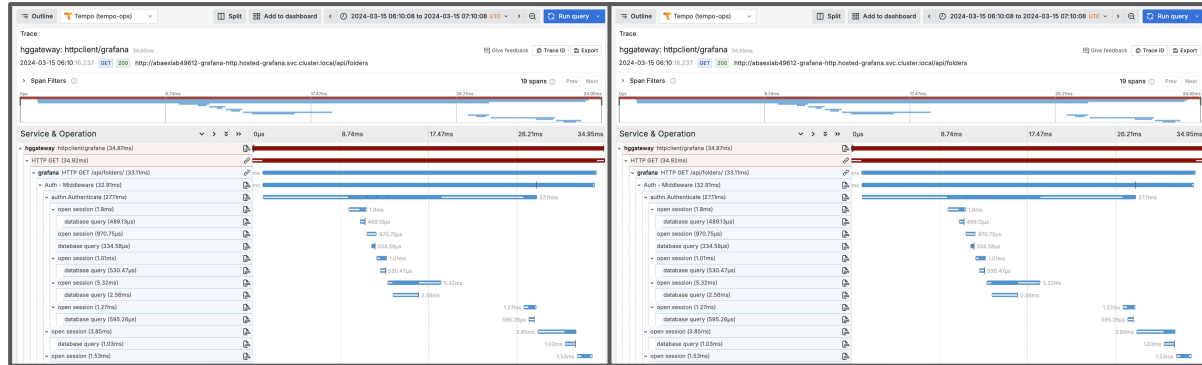 Outline Tempo (tempo-ops) Split Add to dashboard 2024-03-15 06:10:08 to 2024-03-15 07:10:08 UTC Run query
Trace
hggateway: httpclient/grafana 34.95ms Give feedback Trace ID Export
2024-03-15 06:10:16.237 GET 200 http://abaexlab49612-grafana-http.hosted-grafana.svc.cluster.local/api/folders
Span Filters 19 spans Prev Next
0μs 8.74ms 17.47ms 26.21ms 34.95ms
Service & Operation 0μs 8.74ms 17.47ms 26.21ms 34.95ms
hggateway httpclient/grafana (34.87ms)
HTTP GET (34.92ms)
grafana HTTP GET /api/folders/ (33.11ms) ms
Auth - Middleware (32.91ms) ms
authn.Authenticate (27.11ms) 27.11ms
open session (1.8ms) 1.8ms
database query (489.13μs) 489.13μs
open session (970.75μs) 970.75μs
database query (334.58μs) 334.58μs
open session (1.01ms) 1.01ms
database query (530.47μs) 530.47μs
open session (5.32ms) 5.32ms
database query (2.56ms) 2.56ms
open session (1.27ms) 1.27ms
database query (595.26μs) 595.26μs
open session (3.85ms) 3.85ms
database query (1.03ms) 1.03ms
open session (1.53ms) 1.53ms
Outline Tempo (tempo-ops) Split Add to dashboard 2024-03-15 06:10:08 to 2024-03-15 07:10:08 UTC Run query
Trace
hggateway: httpclient/grafana 34.95ms Give feedback Trace ID Export
2024-03-15 06:10:16.237 GET 200 http://abaexlab49612-grafana-http.hosted-grafana.svc.cluster.local/api/folders
Span Filters 19 spans Prev Next
0μs 8.74ms 17.47ms 26.21ms 34.95ms
Service & Operation 0μs 8.74ms 17.47ms 26.21ms 34.95ms
hggateway httpclient/grafana (34.87ms)
HTTP GET (34.92ms)
grafana HTTP GET /api/folders/ (33.11ms) ms
Auth - Middleware (32.91ms) ms
authn.Authenticate (27.11ms) 27.11ms
open session (1.8ms) 1.8ms
database query (489.13μs) 489.13μs
open session (970.75μs) 970.75μs
database query (334.58μs) 334.58μs
open session (1.01ms) 1.01ms
database query (530.47μs) 530.47μs
open session (5.32ms) 5.32ms
database query (2.56ms) 2.56ms
open session (1.27ms) 1.27ms
database query (595.26μs) 595.26μs
open session (3.85ms) 3.85ms
database query (1.03ms) 1.03ms
open session (1.53ms) 1.53ms